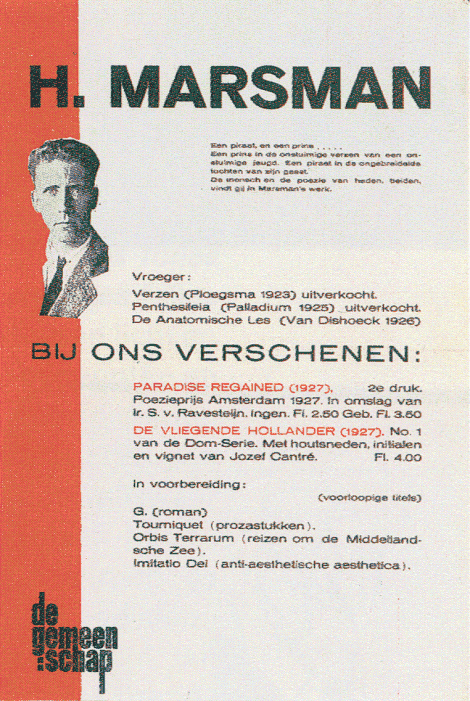 H. MARSMAN
Een piraat, en een prins .....
Een prins in de onstuimige verzen van een on-
stuimige jeugd. Een piraat in de ongebreidelde
tochten van zijn geest.
De mensch en de poëzie van heden, beiden,
vindt gij in Marsman's werk.
Vroeger:
Verzen (Ploegsma 1923) uitverkocht.
Penthesileia (Palladium 1925) uitverkocht.
De Anatomische Les (Van Dishoeck 1926)
BIJ ONS VERSCHENEN:
PARADISE REGAINED (1927), 2e druk.
Poezieprijs Amsterdam 1927. In omslag van
ir. S. v. Ravesteijn. Ingen. Fl. 2.50 Geb. Fl. 3.50
DE VLIEGENDE HOLLANDER (1927), No. 1
van de Dom-Serie. Met houtsneden, initialen
en vignet van Jozef Cantré. Fl. 4.00
In voorbereiding:
(voorloopige titels)
G. (roman)
Tourniquet (prozastukken).
Orbis Terrarum (reizen om de Middelland-
sche Zee).
Imitatio Dei (anti-aesthetische aesthetica).
de
gemeen
schap